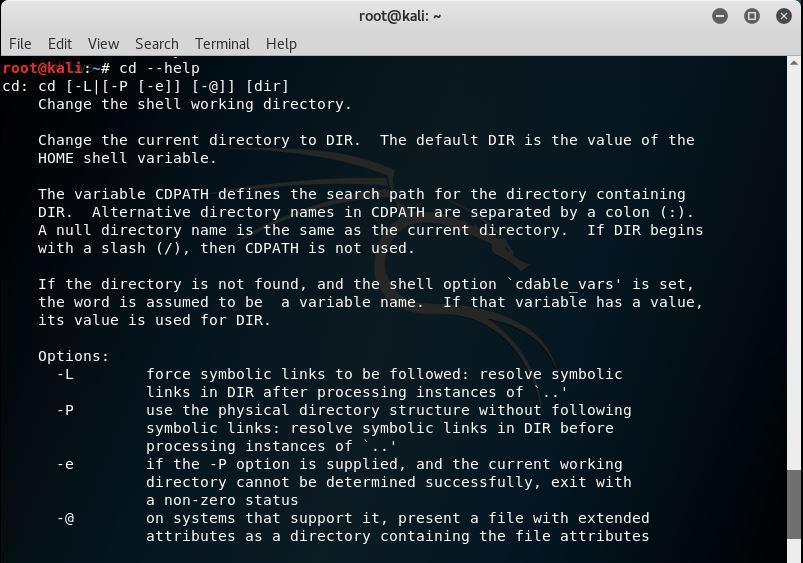 root@kali: ~
File Edit View Search Terminal Help
root@kali:~# cd --help
cd: cd [-L|[-P [-e]] [-@]] [dir]
    Change the shell working directory.

    Change the current directory to DIR.  The default DIR is the value of the
    HOME shell variable.

    The variable CDPATH defines the search path for the directory containing
    DIR.  Alternative directory names in CDPATH are separated by a colon (:).
    A null directory name is the same as the current directory.  If DIR begins
    with a slash (/), then CDPATH is not used.

    If the directory is not found, and the shell option `cdable_vars' is set,
    the word is assumed to be  a variable name.  If that variable has a value,
    its value is used for DIR.

    Options:
      -L        force symbolic links to be followed: resolve symbolic
                links in DIR after processing instances of `..'
      -P        use the physical directory structure without following
                symbolic links: resolve symbolic links in DIR before
                processing instances of `..'
      -e        if the -P option is supplied, and the current working
                directory cannot be determined successfully, exit with
                a non-zero status
      -@        on systems that support it, present a file with extended
                attributes as a directory containing the file attributes